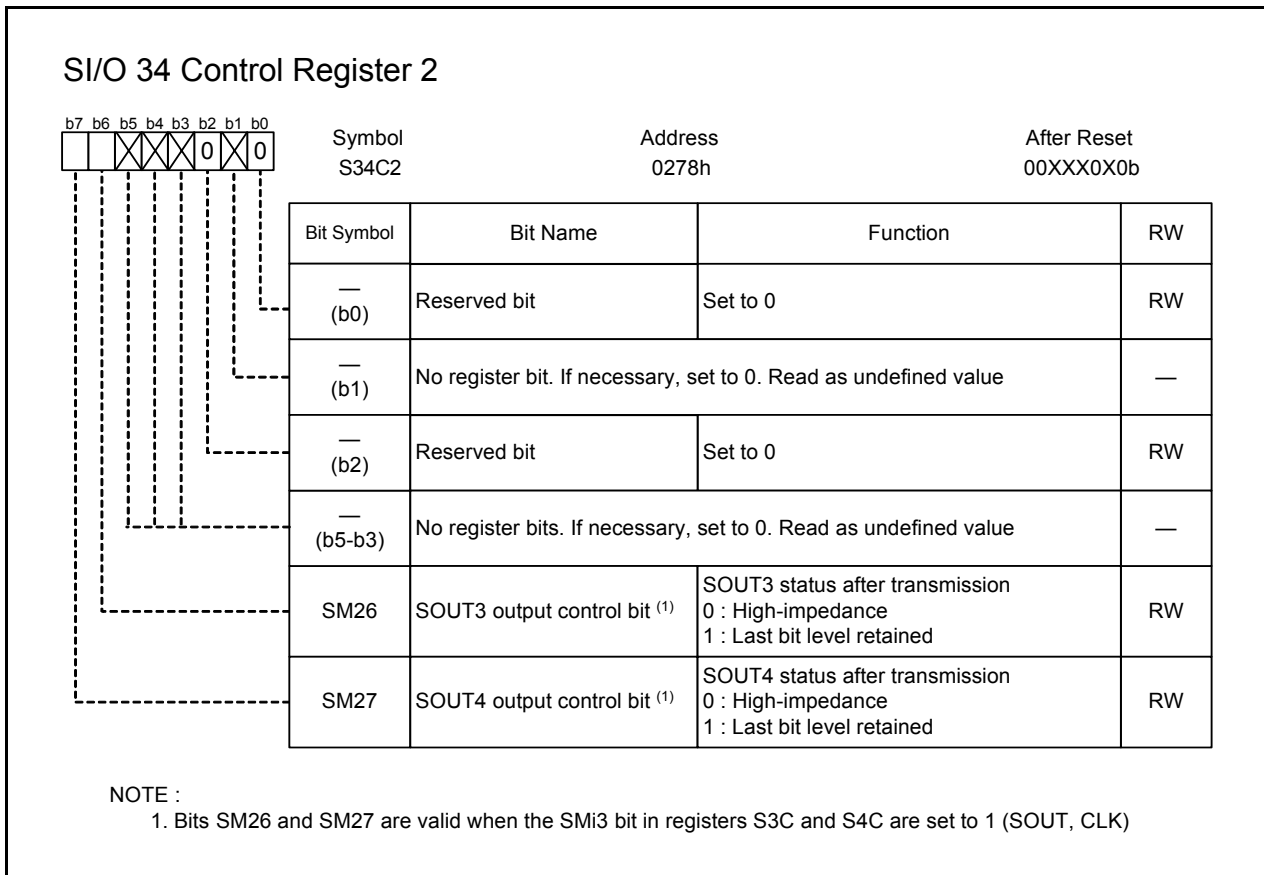 SI/O 34 Control Register 2
b7 b6 b5 b4 b3 b2 b1 b0
0 0
Symbol Address After Reset
S34C2 0278h 00XXX0X0b
Bit Symbol Bit Name Function RW
—
(b0) Reserved bit Set to 0 RW
—
(b1) No register bit. If necessary, set to 0. Read as undefined value —
—
(b2) Reserved bit Set to 0 RW
—
(b5-b3) No register bits. If necessary, set to 0. Read as undefined value —
SM26 SOUT3 output control bit (1) SOUT3 status after transmission
0 : High-impedance
1 : Last bit level retained RW
SM27 SOUT4 output control bit (1) SOUT4 status after transmission
0 : High-impedance
1 : Last bit level retained RW
NOTE :
1. Bits SM26 and SM27 are valid when the SMi3 bit in registers S3C and S4C are set to 1 (SOUT, CLK)